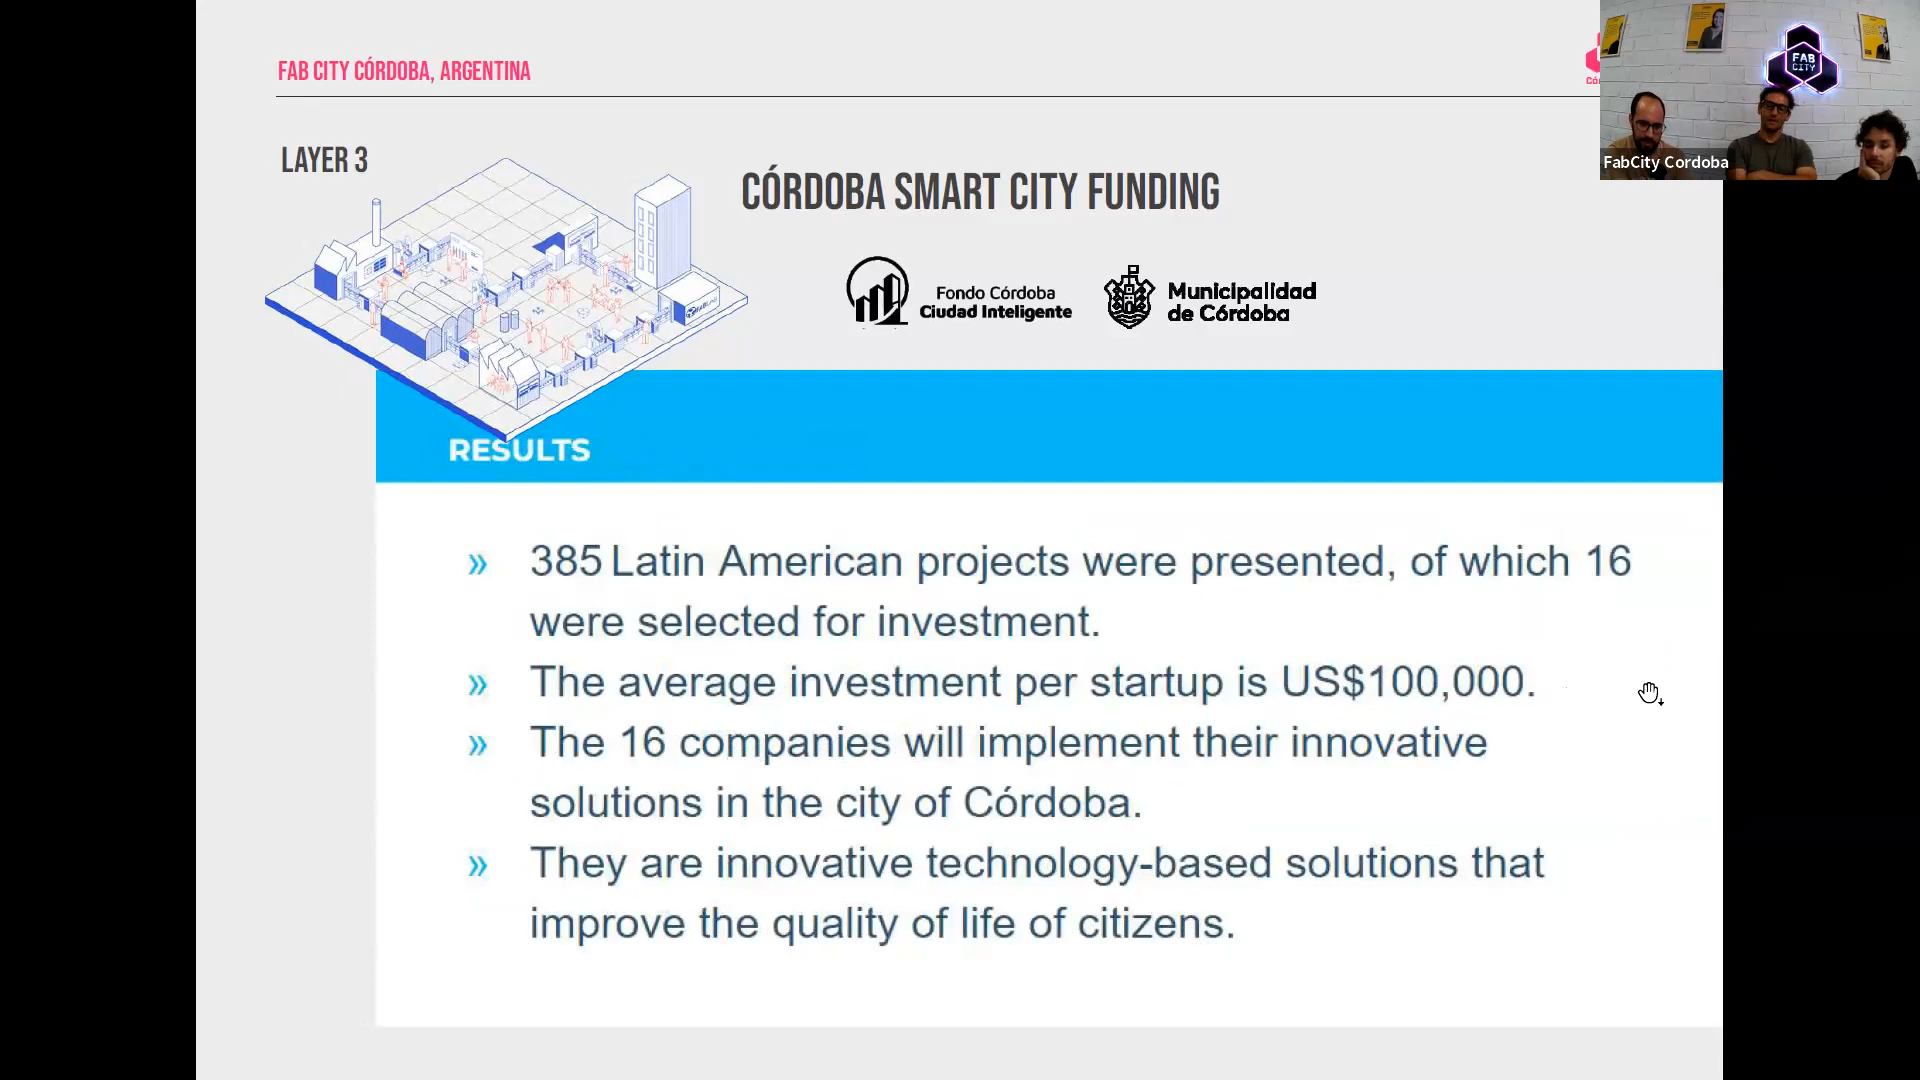 FAB CITY CÓRDOBA, ARGENTINA
LAYER 3
CÓRDOBA SMART CITY FUNDING
Fondo Córdoba
Ciudad Inteligente
Municipalidad
de Córdoba
RESULTS
» 385 Latin American projects were presented, of which 16
were selected for investment.
» The average investment per startup is US$100,000.
» The 16 companies will implement their innovative
solutions in the city of Córdoba.
» They are innovative technology-based solutions that
improve the quality of life of citizens.
FAB
CITY
FabCity Cordoba